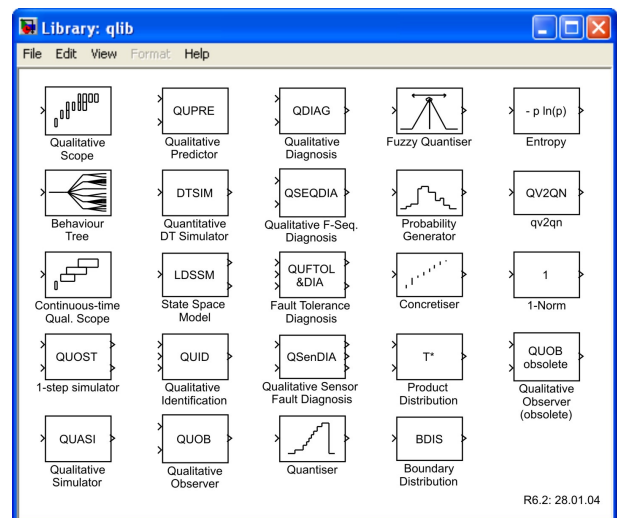 Library: qlib
File Edit View Format Help
QUPRE
QDIAG
- p ln(p)
Qualitative
Scope
Qualitative
Predictor
Qualitative
Diagnosis
Fuzzy Quantiser
Entropy
DTSIM
QSEQDIA
QV2QN
Behaviour
Tree
Quantitative
DT Simulator
Qualitative F-Seq.
Diagnosis
Probability
Generator
qv2qn
LDSSM
QUFTOL
&DIA
1
Continuous-time
Qual. Scope
State Space
Model
Fault Tolerance
Diagnosis
Concretiser
1-Norm
QUOST
QUID
QSenDIA
T*
QUOB
obsolete
1-step simulator
Qualitative
Identification
Qualitative Sensor
Fault Diagnosis
Product
Distribution
Qualitative
Observer
(obsolete)
QUASI
QUOB
BDIS
Qualitative
Simulator
Qualitative
Observer
Quantiser
Boundary
Distribution
R6.2: 28.01.04